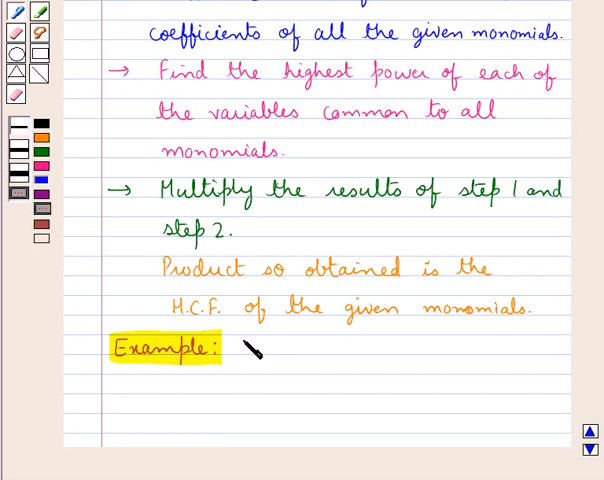 coefficients of all the given monomials.
→ Find the highest power of each of
the variables common to all
monomials.
→ Multiply the results of step 1 and
step 2.
Product so obtained is the
H.C.F. of the given monomials.
Example: